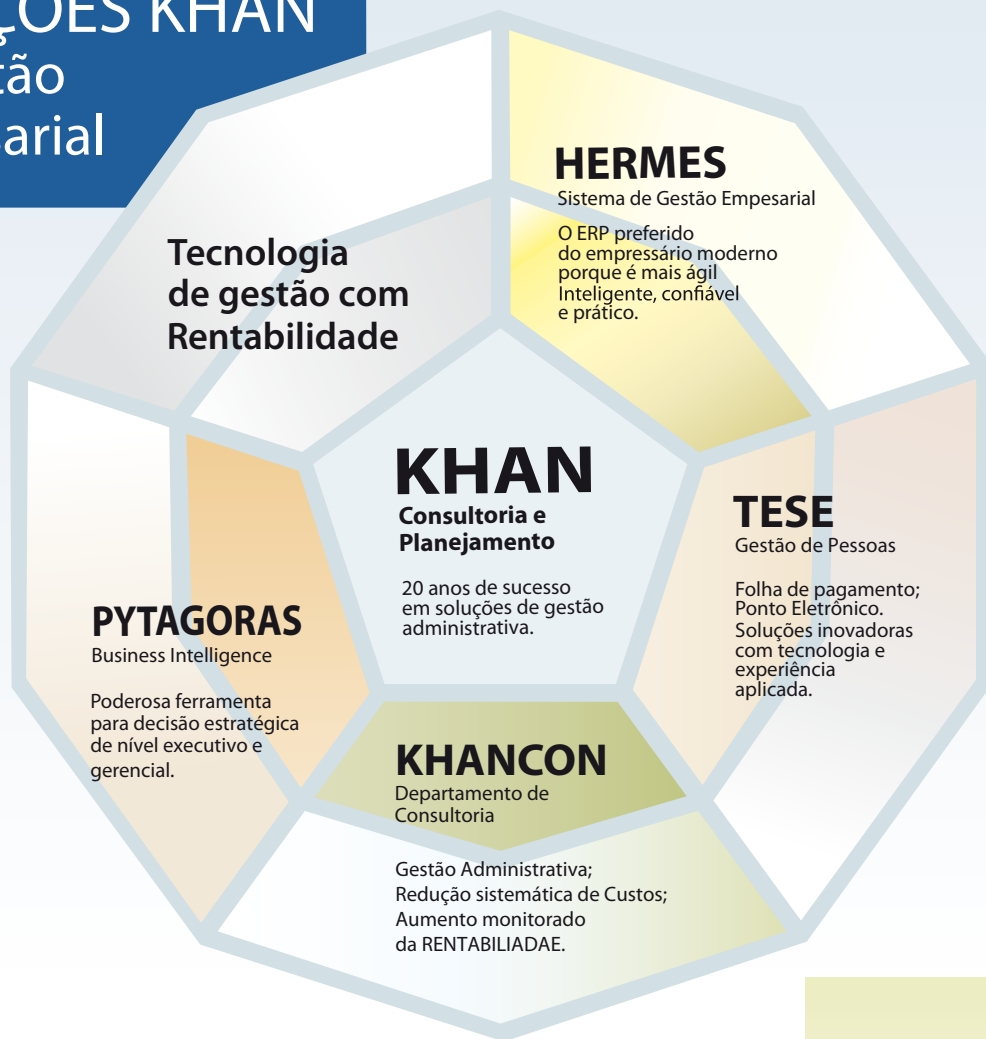 ÇÕES KHAN
tão
sarial
HERMES
Sistema de Gestão Empesarial
O ERP preferido
do empressário moderno
porque é mais ágil
Inteligente, confiável
e prático.
Tecnologia
de gestão com
Rentabilidade
KHAN
Consultoria e
Planejamento
20 anos de sucesso
em soluções de gestão
administrativa.
TESE
Gestão de Pessoas
Folha de pagamento;
Ponto Eletrônico.
Soluções inovadoras
com tecnologia e
experiência
aplicada.
PYTAGORAS
Business Intelligence
Poderosa ferramenta
para decisão estratégica
de nível executivo e
gerencial.
KHANCON
Departamento de
Consultoria
Gestão Administrativa;
Redução sistemática de Custos;
Aumento monitorado
da RENTABILIADAE.